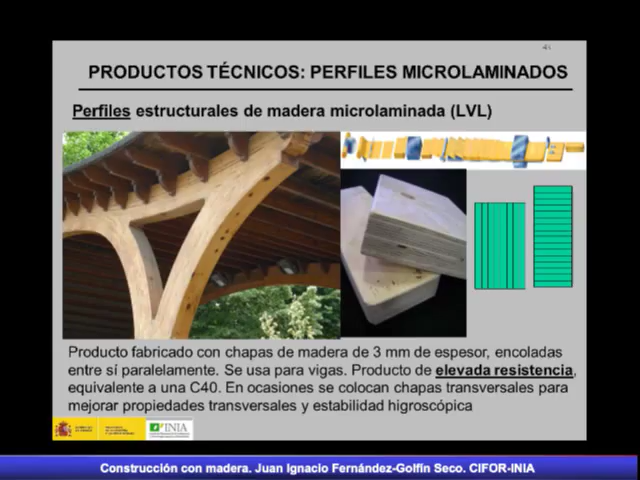 PRODUCTOS TÉCNICOS: PERFILES MICROLAMINADOS
Perfiles estructurales de madera microlaminada (LVL)
Producto fabricado con chapas de madera de 3 mm de espesor, encoladas
entre sí paralelamente. Se usa para vigas. Producto de elevada resistencia,
equivalente a una C40. En ocasiones se colocan chapas transversales para
mejorar propiedades transversales y estabilidad higroscópica
INIA
Construcción con madera. Juan Ignacio Fernández-Golfín Seco. CIFOR-INIA